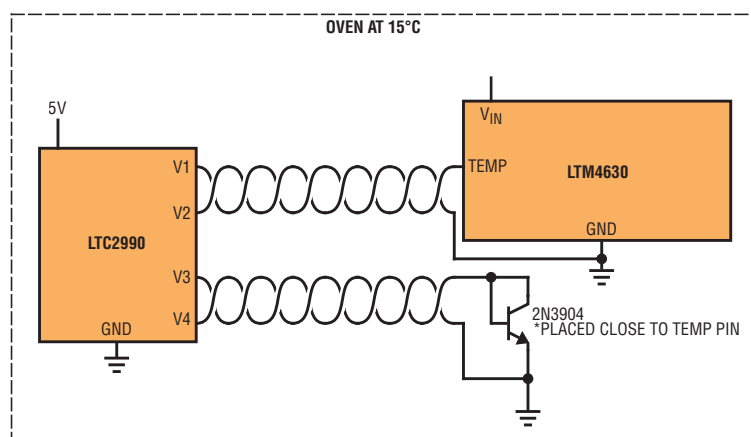 OVEN AT 15°C
5V
VIN
V1
TEMP
LTM4630
V2
GND
LTC2990
V3
V4
2N3904
*PLACED CLOSE TO TEMP PIN
GND